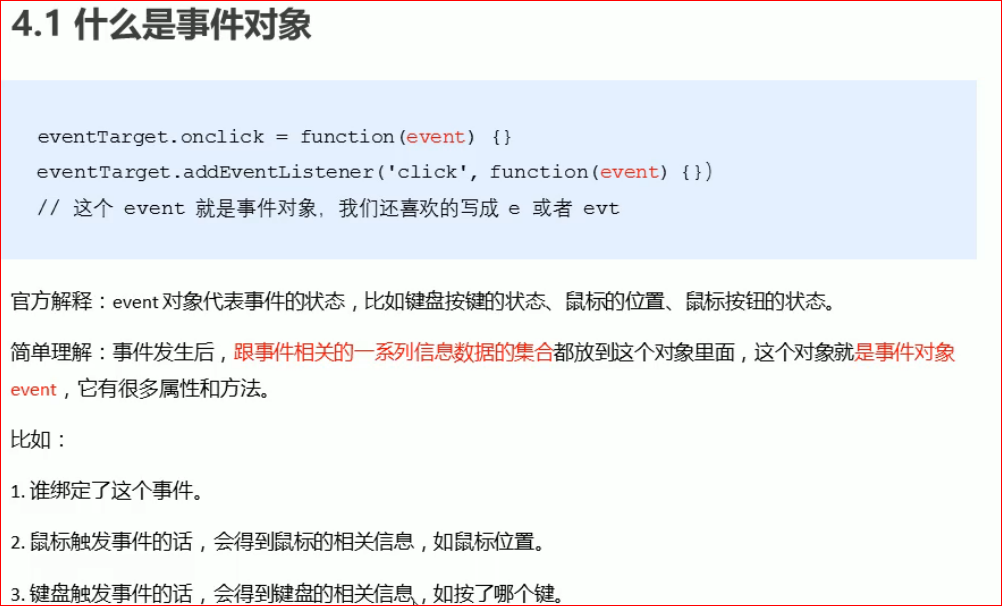 4.1 什么是事件对象
eventTarget.onclick = function(event) {}
eventTarget.addEventListener('click', function(event) {})
// 这个 event 就是事件对象，我们还喜欢的写成 e 或者 evt
官方解释：event 对象代表事件的状态，比如键盘按键的状态、鼠标的位置、鼠标按钮的状态。
简单理解：事件发生后，跟事件相关的一系列信息数据的集合都放到这个对象里面，这个对象就是事件对象
event，它有很多属性和方法。
比如：
1. 谁绑定了这个事件。
2. 鼠标触发事件的话，会得到鼠标的相关信息，如鼠标位置。
3. 键盘触发事件的话，会得到键盘的相关信息，如按了哪个键。